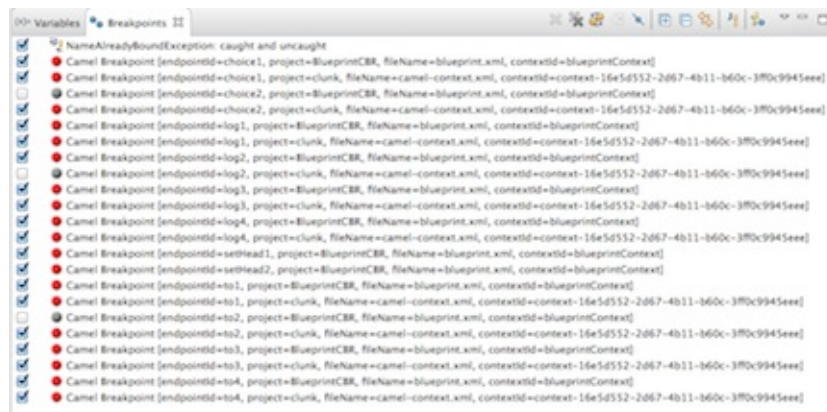 (x)= Variables Breakpoints
NameAlreadyBoundException: caught and uncaught
Camel Breakpoint [endpointId=choice1, project=BlueprintCBR, fileName=blueprint.xml, contextId=blueprintContext]
Camel Breakpoint [endpointId=choice1, project=clunk, fileName=camel-context.xml, contextId=context-16e5d552-2d67-4b11-b60c-3ff0c9945eee]
Camel Breakpoint [endpointId=choice2, project=BlueprintCBR, fileName=blueprint.xml, contextId=blueprintContext]
Camel Breakpoint [endpointId=choice2, project=clunk, fileName=camel-context.xml, contextId=context-16e5d552-2d67-4b11-b60c-3ff0c9945eee]
Camel Breakpoint [endpointId=log1, project=BlueprintCBR, fileName=blueprint.xml, contextId=blueprintContext]
Camel Breakpoint [endpointId=log1, project=clunk, fileName=camel-context.xml, contextId=context-16e5d552-2d67-4b11-b60c-3ff0c9945eee]
Camel Breakpoint [endpointId=log2, project=BlueprintCBR, fileName=blueprint.xml, contextId=blueprintContext]
Camel Breakpoint [endpointId=log2, project=clunk, fileName=camel-context.xml, contextId=context-16e5d552-2d67-4b11-b60c-3ff0c9945eee]
Camel Breakpoint [endpointId=log3, project=BlueprintCBR, fileName=blueprint.xml, contextId=blueprintContext]
Camel Breakpoint [endpointId=log3, project=clunk, fileName=camel-context.xml, contextId=context-16e5d552-2d67-4b11-b60c-3ff0c9945eee]
Camel Breakpoint [endpointId=log4, project=BlueprintCBR, fileName=blueprint.xml, contextId=blueprintContext]
Camel Breakpoint [endpointId=log4, project=clunk, fileName=camel-context.xml, contextId=context-16e5d552-2d67-4b11-b60c-3ff0c9945eee]
Camel Breakpoint [endpointId=setHead1, project=BlueprintCBR, fileName=blueprint.xml, contextId=blueprintContext]
Camel Breakpoint [endpointId=setHead2, project=BlueprintCBR, fileName=blueprint.xml, contextId=blueprintContext]
Camel Breakpoint [endpointId=to1, project=BlueprintCBR, fileName=blueprint.xml, contextId=blueprintContext]
Camel Breakpoint [endpointId=to1, project=clunk, fileName=camel-context.xml, contextId=context-16e5d552-2d67-4b11-b60c-3ff0c9945eee]
Camel Breakpoint [endpointId=to2, project=BlueprintCBR, fileName=blueprint.xml, contextId=blueprintContext]
Camel Breakpoint [endpointId=to2, project=clunk, fileName=camel-context.xml, contextId=context-16e5d552-2d67-4b11-b60c-3ff0c9945eee]
Camel Breakpoint [endpointId=to3, project=BlueprintCBR, fileName=blueprint.xml, contextId=blueprintContext]
Camel Breakpoint [endpointId=to3, project=clunk, fileName=camel-context.xml, contextId=context-16e5d552-2d67-4b11-b60c-3ff0c9945eee]
Camel Breakpoint [endpointId=to4, project=BlueprintCBR, fileName=blueprint.xml, contextId=blueprintContext]
Camel Breakpoint [endpointId=to4, project=clunk, fileName=camel-context.xml, contextId=context-16e5d552-2d67-4b11-b60c-3ff0c9945eee]